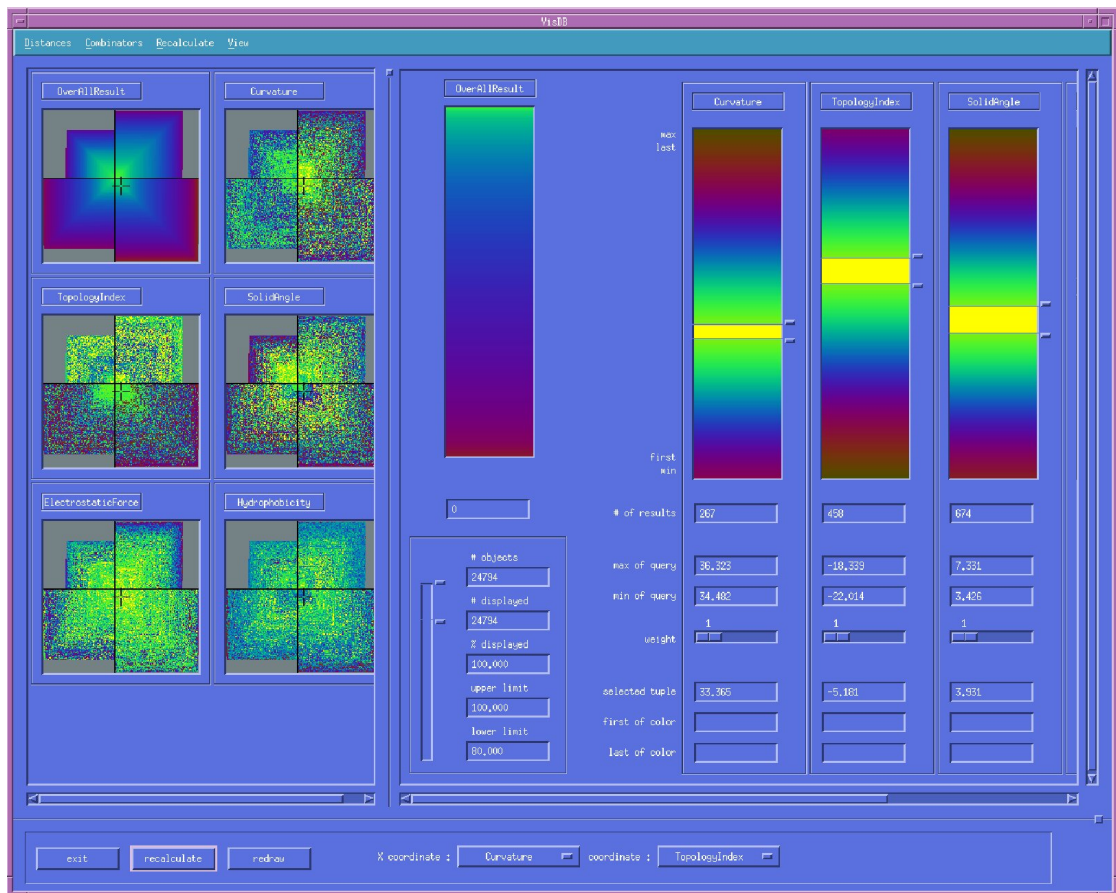 VisDB
Distances Combinators Recalculate View
OverAllResult Curvature
TopologyIndex SolidAngle
ElectrostaticForce Hydrophobicity
OverAllResult
Curvature TopologyIndex SolidAngle
max
last
first
min
0
# of results 267 458 674
# objects
24794
# displayed
24794
% displayed
100,000
upper limit
100,000
lower limit
80,000
max of query 36,323 -18,339 7,331
min of query 34,482 -22,014 3,426
1 1 1
weight
selected tuple 33,365 -5,181 3,931
first of color
last of color
exit recalculate redraw X coordinate : Curvature coordinate : TopologyIndex